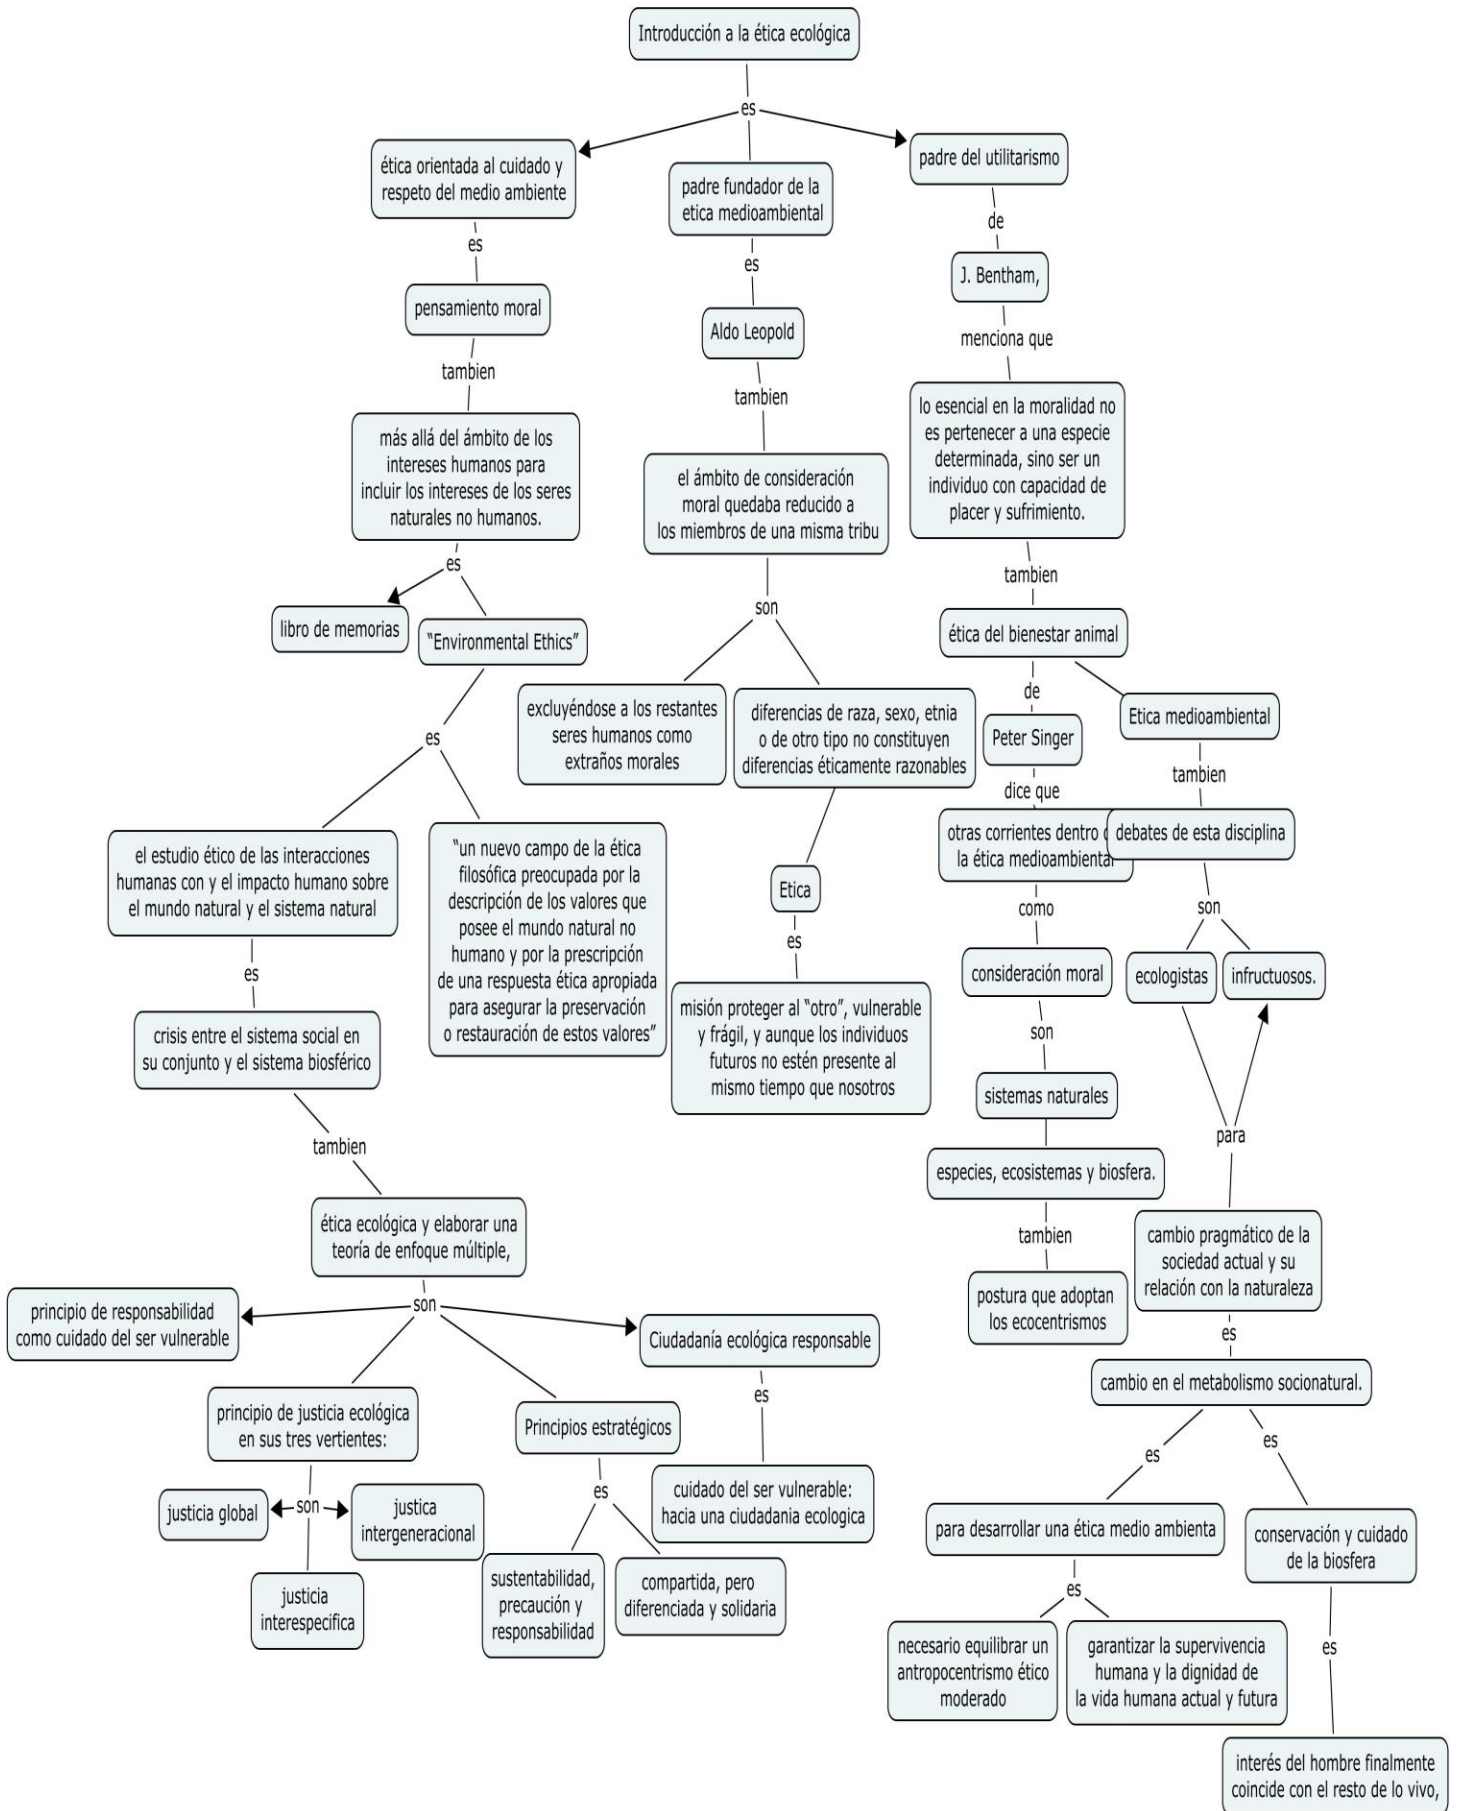 Introducción a la ética ecológica
es
ética orientada al cuidado y
respeto del medio ambiente
es
pensamiento moral
tambien
más allá del ámbito de los
intereses humanos para
incluir los intereses de los seres
naturales no humanos.
es
libro de memorias
“Environmental Ethics”
es
el estudio ético de las interacciones
humanas con y el impacto humano sobre
el mundo natural y el sistema natural
“un nuevo campo de la ética
filosófica preocupada por la
descripción de los valores que
posee el mundo natural no
humano y por la prescripción
de una respuesta ética apropiada
para asegurar la preservación
o restauración de estos valores”
es
crisis entre el sistema social en
su conjunto y el sistema biosférico
tambien
ética ecológica y elaborar una
teoría de enfoque múltiple,
son
principio de responsabilidad
como cuidado del ser vulnerable
principio de justicia ecológica
en sus tres vertientes:
son
justicia global
justicia
interespecifica
justica
intergeneracional
Principios estratégicos
es
sustentabilidad,
precaución y
responsabilidad
compartida, pero
diferenciada y solidaria
Ciudadanía ecológica responsable
es
cuidado del ser vulnerable:
hacia una ciudadania ecologica
padre fundador de la
etica medioambiental
es
Aldo Leopold
tambien
el ámbito de consideración
moral quedaba reducido a
los miembros de una misma tribu
son
excluyéndose a los restantes
seres humanos como
extraños morales
diferencias de raza, sexo, etnia
o de otro tipo no constituyen
diferencias éticamente razonables
Etica
es
misión proteger al “otro”, vulnerable
y frágil, y aunque los individuos
futuros no estén presente al
mismo tiempo que nosotros
padre del utilitarismo
de
J. Bentham,
menciona que
lo esencial en la moralidad no
es pertenecer a una especie
determinada, sino ser un
individuo con capacidad de
placer y sufrimiento.
tambien
ética del bienestar animal
de
Peter Singer
dice que
otras corrientes dentro
la ética medioambiental
como
consideración moral
son
sistemas naturales
especies, ecosistemas y biosfera.
tambien
postura que adoptan
los ecocentrismos
Etica medioambiental
tambien
debates de esta disciplina
son
ecologistas
infructuosos.
para
cambio pragmático de la
sociedad actual y su
relación con la naturaleza
es
cambio en el metabolismo socionatural.
es
para desarrollar una ética medio ambienta
es
necesario equilibrar un
antropocentrismo ético
moderado
garantizar la supervivencia
humana y la dignidad de
la vida humana actual y futura
es
conservación y cuidado
de la biosfera
es
interés del hombre finalmente
coincide con el resto de lo vivo,